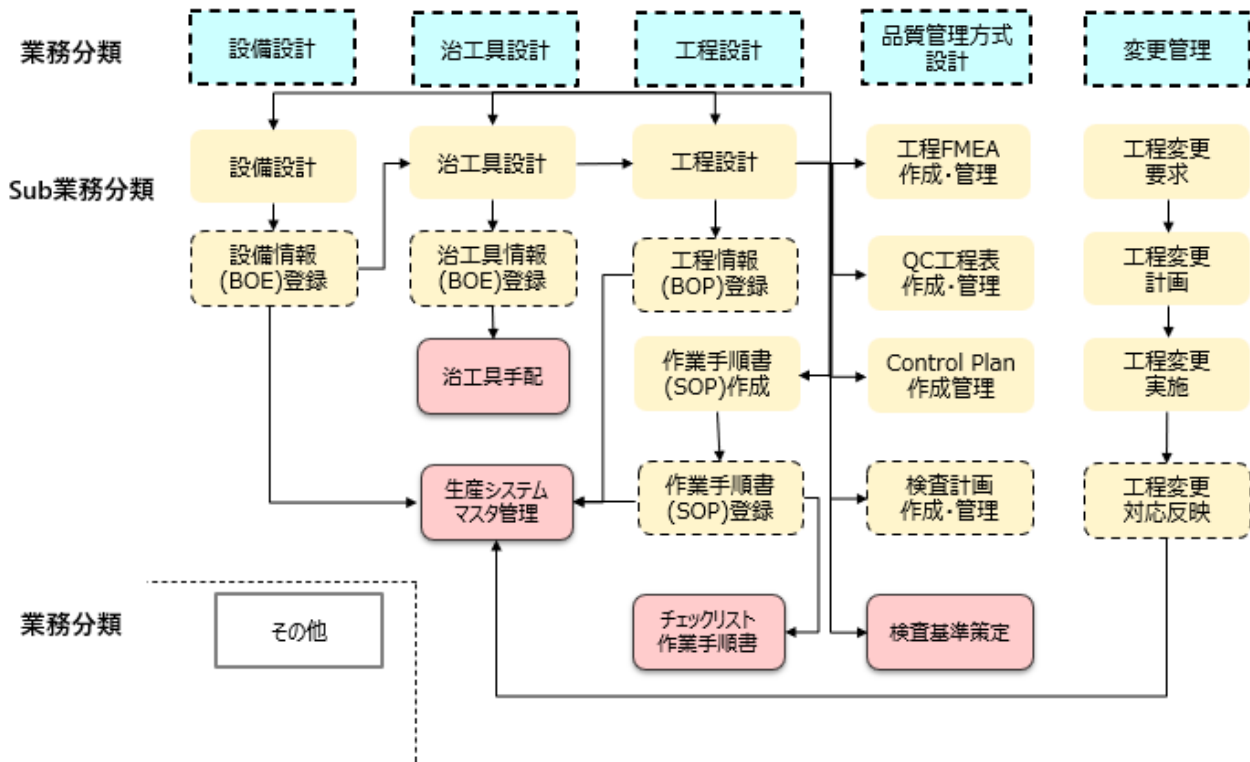 業務分類
設備設計
治工具設計
工程設計
品質管理方式
設計
変更管理
Sub業務分類
設備設計
治工具設計
工程設計
工程FMEA
作成・管理
工程変更
要求
設備情報
(BOE)登録
治工具情報
(BOE)登録
工程情報
(BOP)登録
QC工程表
作成・管理
工程変更
計画
治工具手配
作業手順書
(SOP)作成
Control Plan
作成管理
工程変更
実施
生産システム
マスタ管理
作業手順書
(SOP)登録
検査計画
作成・管理
工程変更
対応反映
業務分類
その他
チェックリスト
作業手順書
検査基準策定